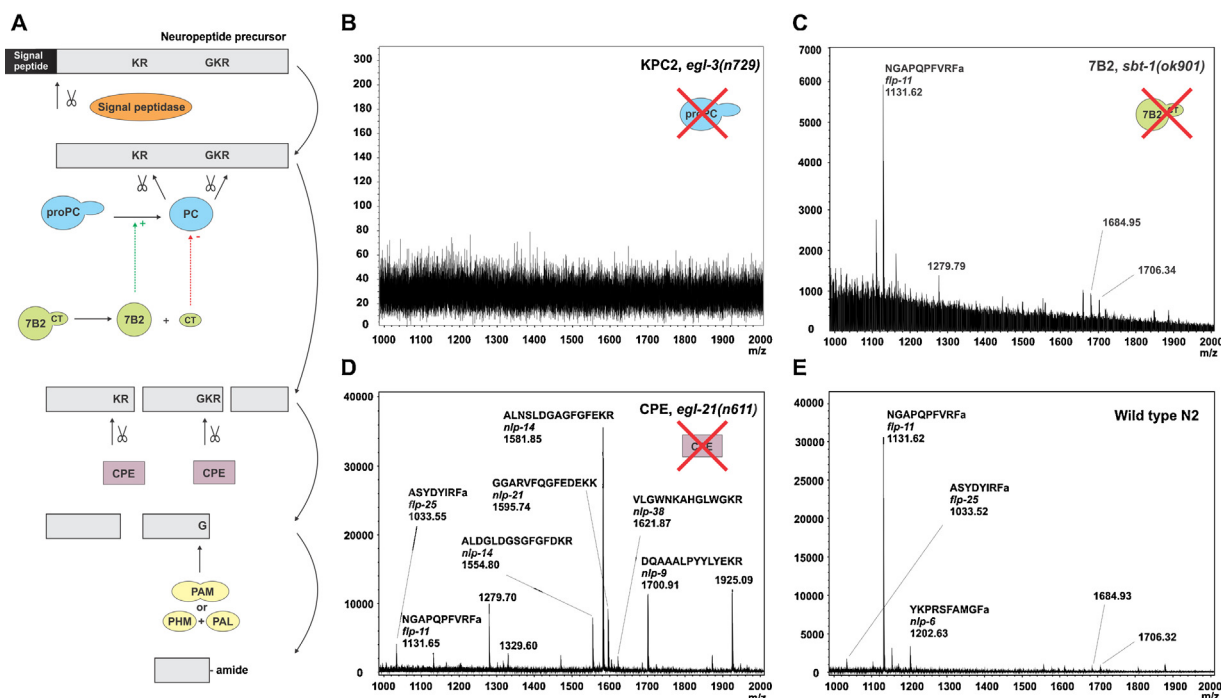 A
Neuropeptide precursor
Signal
peptide
KR
GKR
Signal peptidase
KR
GKR
proPC
PC
+
-
7B2
CT
7B2
+
CT
KR
GKR
CPE
CPE
G
PAM
or
PHM
+
PAL
amide
B
KPC2, egl-3(n729)
proPC
300
280
260
240
220
200
180
160
140
120
100
80
60
40
20
0
1000
1100
1200
1300
1400
1500
1600
1700
1800
1900
2000
m/z
C
7B2, sbt-1(ok901)
7B2
CT
NGAPQPFVRFa
flp-11
1131.62
1279.79
1684.95
1706.34
7000
6000
5000
4000
3000
2000
1000
0
1000
1100
1200
1300
1400
1500
1600
1700
1800
1900
2000
m/z
D
CPE, egl-21(n611)
CPE
ALNSLDGAGFGFEKR
nlp-14
1581.85
GGARVFQGFEDEKK
nlp-21
1595.74
ASYDYIRFa
flp-25
1033.55
VLGWNKAHGLWGKR
nlp-38
1621.87
ALDGLDGSGFGFDKR
nlp-14
1554.80
DQAAALPYYLYEKR
nlp-9
1700.91
1925.09
1279.70
NGAPQPFVRFa
flp-11
1131.65
1329.60
40000
30000
20000
10000
0
1000
1100
1200
1300
1400
1500
1600
1700
1800
1900
2000
m/z
E
Wild type N2
NGAPQPFVRFa
flp-11
1131.62
ASYDYIRFa
flp-25
1033.52
YKPRSFAMGFa
nlp-6
1202.63
1684.93
1706.32
40000
35000
30000
25000
20000
15000
10000
5000
0
1000
1100
1200
1300
1400
1500
1600
1700
1800
1900
2000
m/z